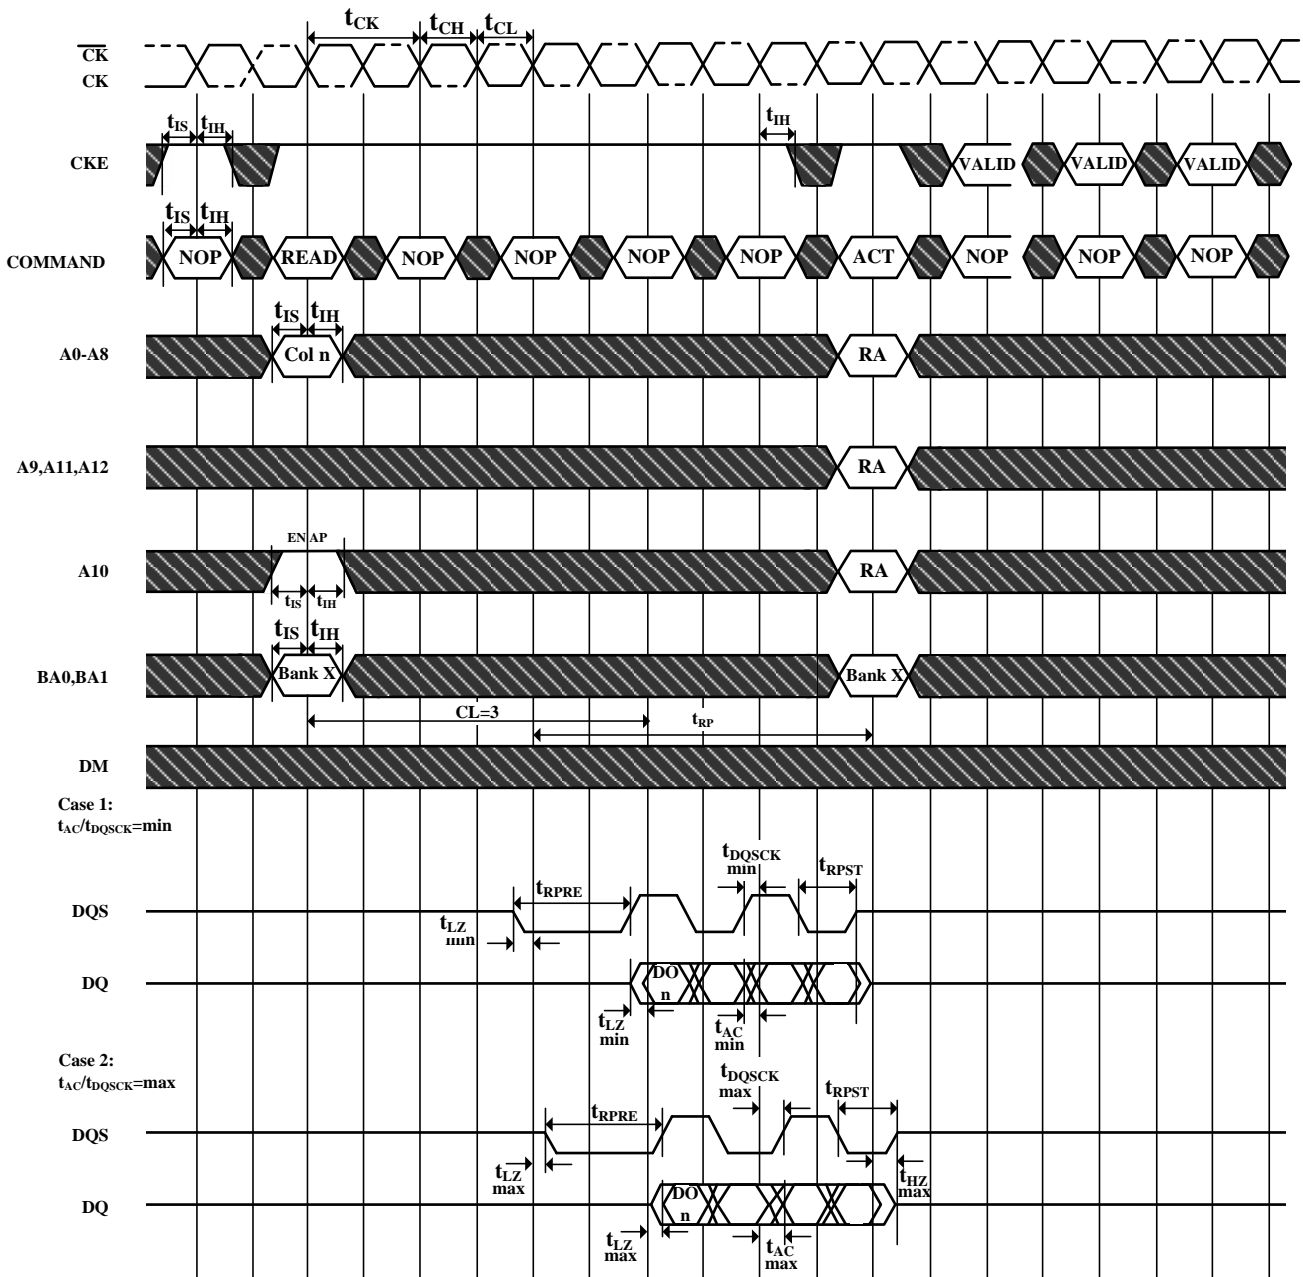 tCK tCH tCL
CK
CK
tIS tIH tIH
CKE VALID VALID VALID
tIS tIH
COMMAND NOP READ NOP NOP NOP NOP ACT NOP NOP NOP
tIS tIH
A0-A8 Col n RA
A9,A11,A12 RA
EN AP
A10 RA
tIS tIH
tIS tIH
BA0,BA1 Bank X Bank X
CL=3 tRP
DM
Case 1:
tAC/tDQSCK=min
tDQSCK
min
tRPST
tRPRE
DQS
tLZ
min
DQ DO
n
tLZ
min
tAC
min
Case 2:
tAC/tDQSCK=max
tDQSCK
max
tRPST
tRPRE
DQS
tLZ
max
tHZ
max
DQ DO
n
tLZ
max
tAC
max